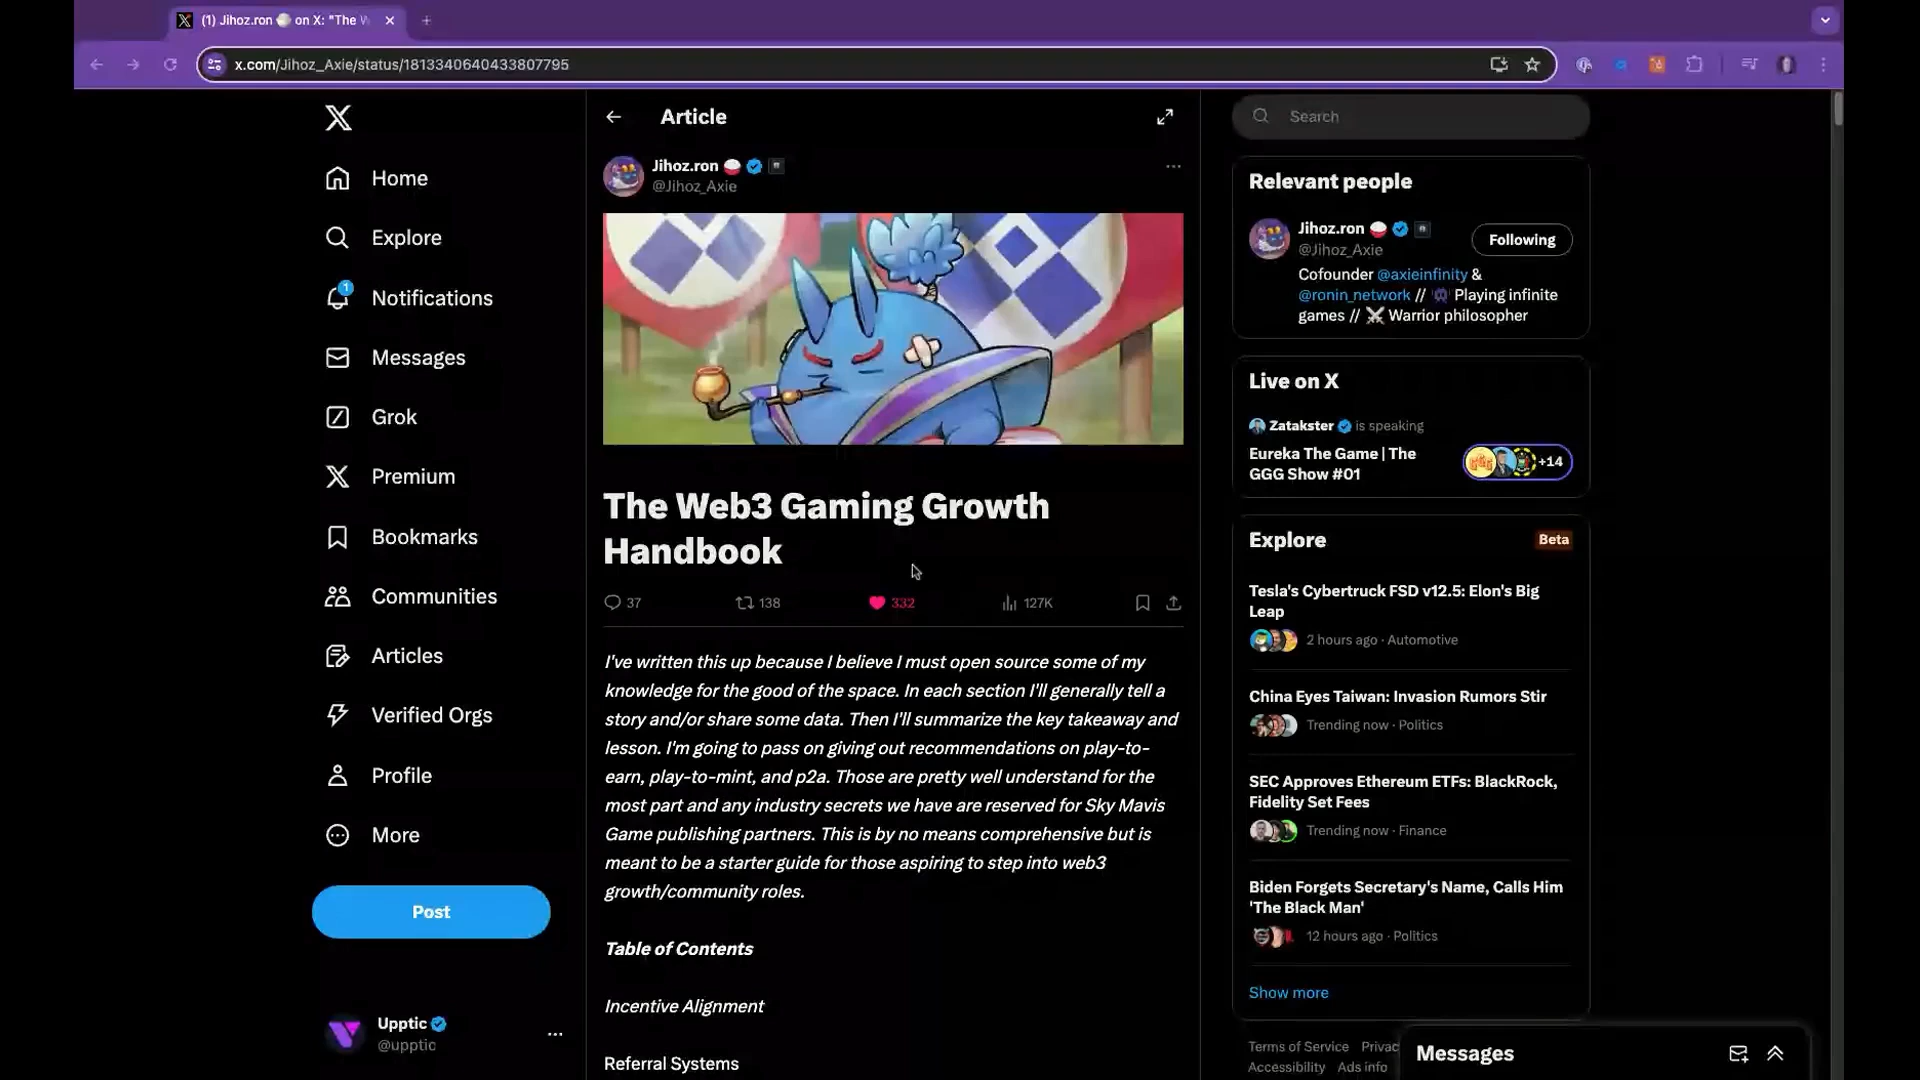 (1) Jihoz.ron on X: "The W
x.com/Jihoz_Axie/status/1813340640433807795
Home
Explore
1
Notifications
Messages
Grok
Premium
Bookmarks
Communities
Articles
Verified Orgs
Profile
More
Post
Upptic
@upptic
Article
Jihoz.ron
@Jihoz_Axie
The Web3 Gaming Growth
Handbook
37
138
332
127K
I've written this up because I believe I must open source some of my
knowledge for the good of the space. In each section I'll generally tell a
story and/or share some data. Then I'll summarize the key takeaway and
lesson. I'm going to pass on giving out recommendations on play-to-
earn, play-to-mint, and p2a. Those are pretty well understand for the
most part and any industry secrets we have are reserved for Sky Mavis
Game publishing partners. This is by no means comprehensive but is
meant to be a starter guide for those aspiring to step into web3
growth/community roles.
Table of Contents
Incentive Alignment
Referral Systems
Search
Relevant people
Jihoz.ron
@Jihoz_Axie
Following
Cofounder @axieinfinity &
@ronin_network // Playing infinite
games // Warrior philosopher
Live on X
Zatakster is speaking
Eureka The Game | The
GGG Show #01
GGG
+14
Explore
Beta
Tesla's Cybertruck FSD v12.5: Elon's Big
Leap
2 hours ago · Automotive
China Eyes Taiwan: Invasion Rumors Stir
Trending now · Politics
SEC Approves Ethereum ETFs: BlackRock,
Fidelity Set Fees
Trending now · Finance
Biden Forgets Secretary's Name, Calls Him
'The Black Man'
12 hours ago · Politics
Show more
Terms of Service Privac
Accessibility Ads info
Messages